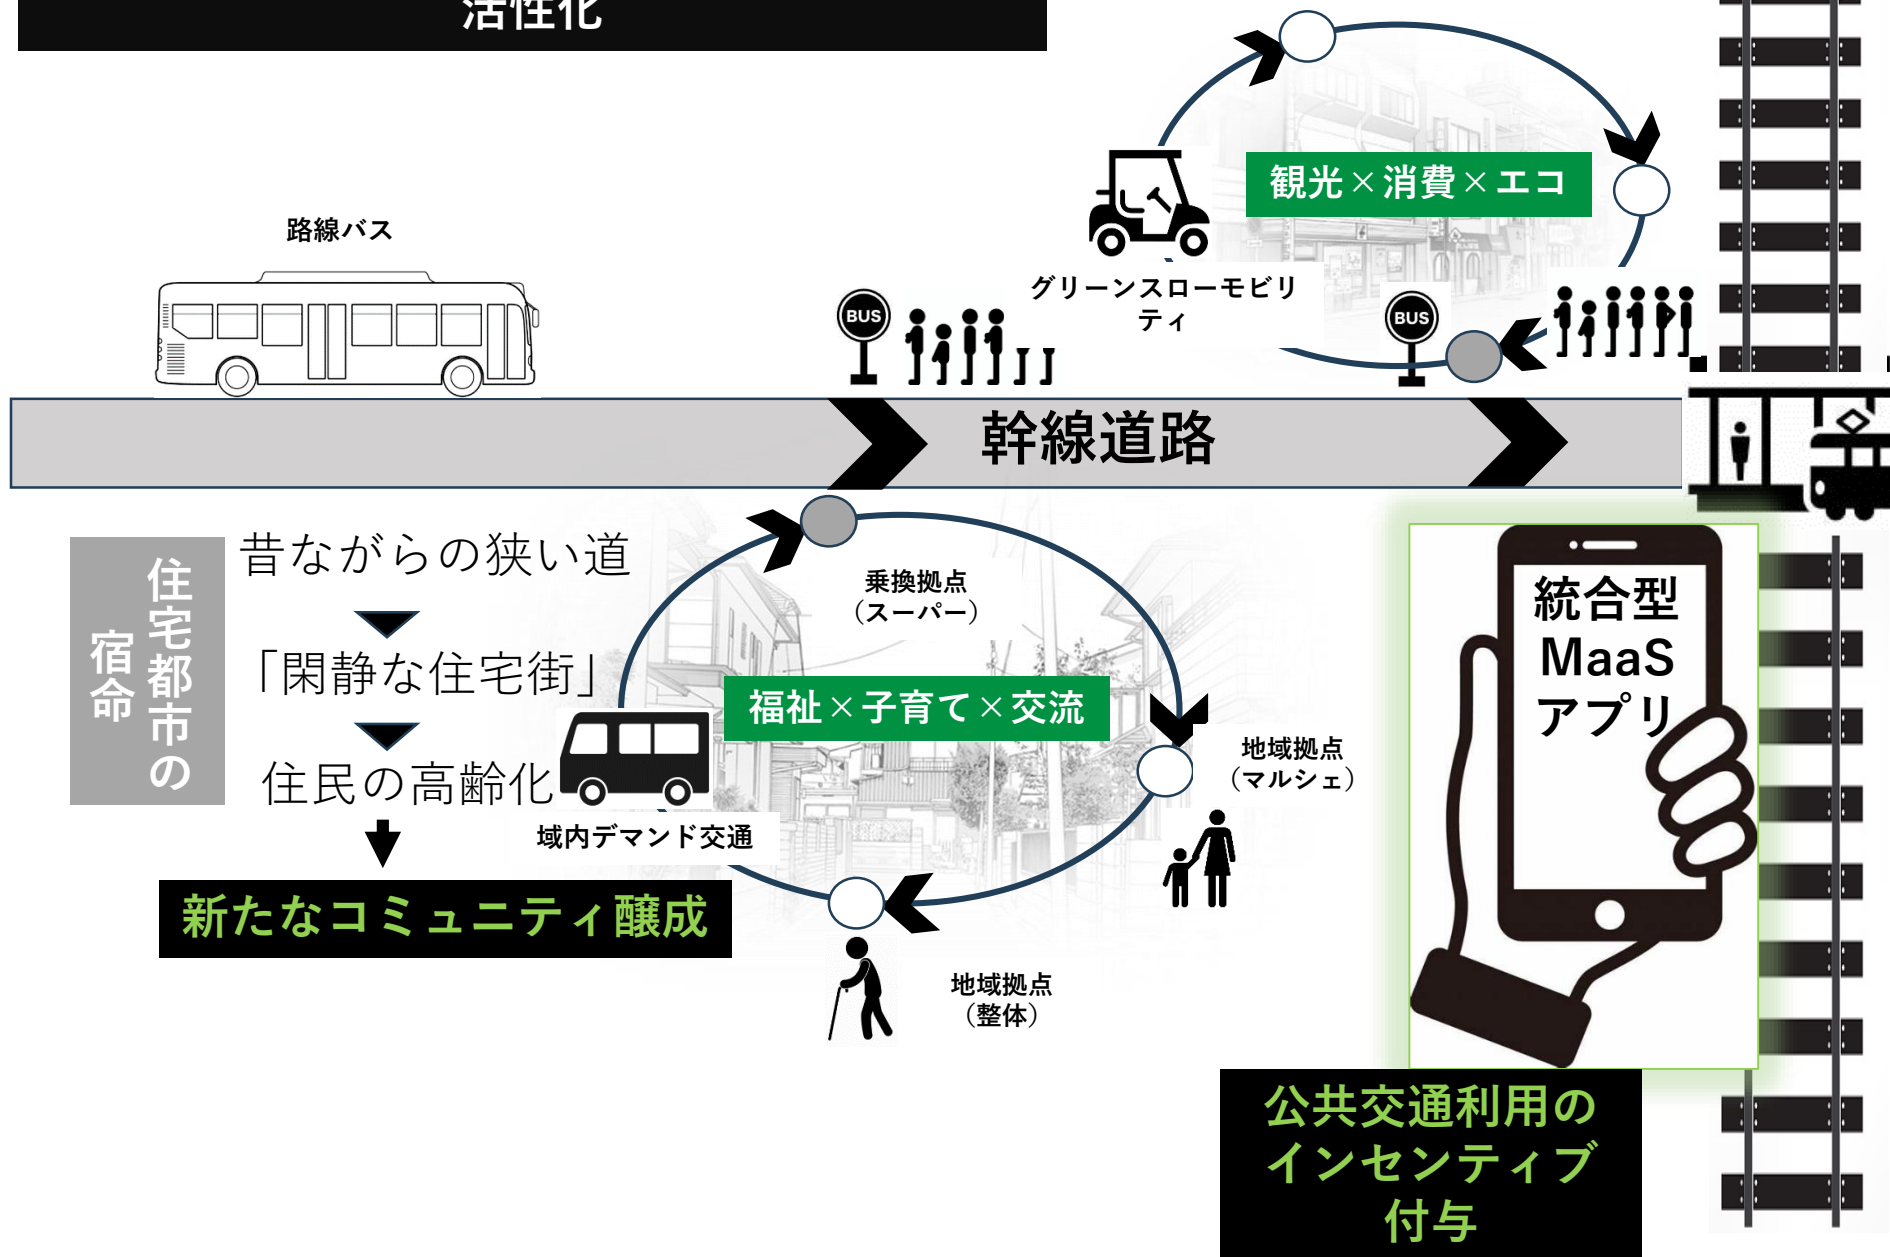 活性化
観光×消費×エコ
路線バス
グリーンスローモビリ
ティ
BUS
BUS
幹線道路
住宅都市の
宿命
昔ながらの狭い道
「閑静な住宅街」
住民の高齢化
新たなコミュニティ醸成
乗換拠点
（スーパー）
福祉×子育て×交流
域内デマンド交通
地域拠点
（マルシェ）
地域拠点
（整体）
統合型
MaaS
アプリ
公共交通利用の
インセンティブ
付与